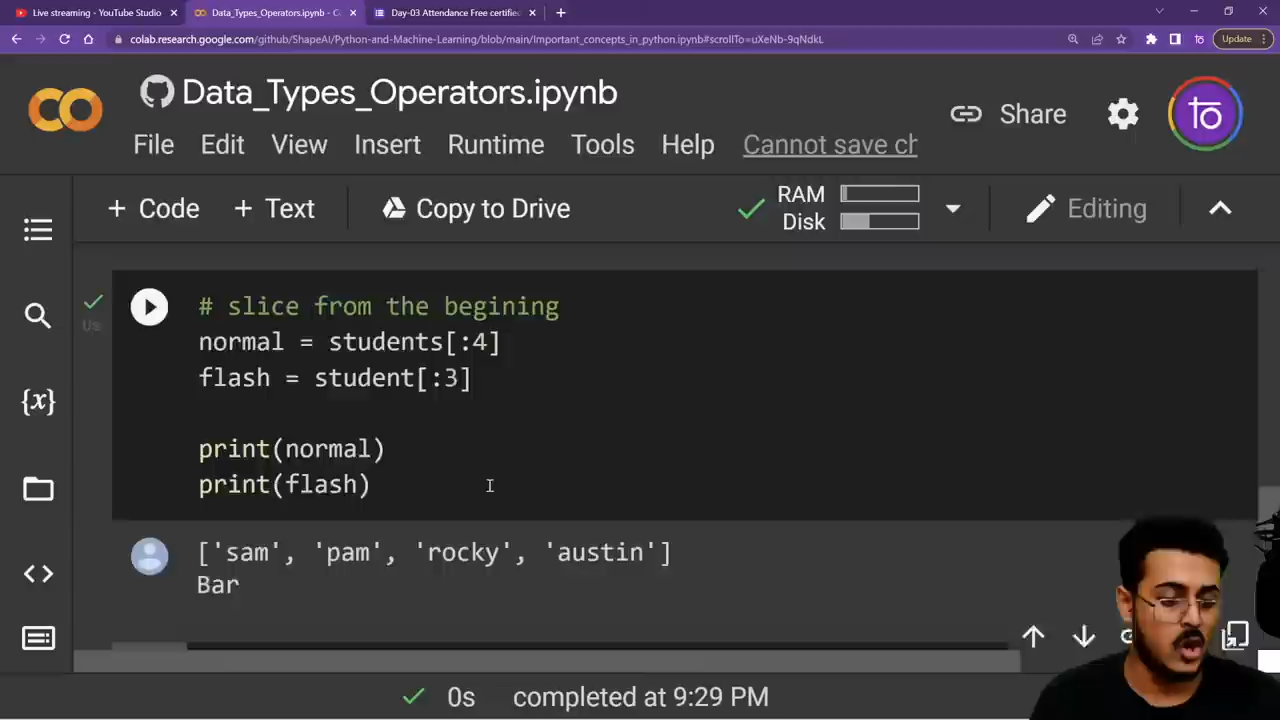 Live streaming - YouTube Studio
Data_Types_Operators.ipynb - C
Day-03 Attendance Free certified
colab.research.google.com/github/ShapeAI/Python-and-Machine-Learning/blob/main/Important_concepts_in_python.ipynb#scrollTo=uXeNb-9qNdkL
Update
Data_Types_Operators.ipynb
Share
File Edit View Insert Runtime Tools Help Cannot save ch
+ Code + Text Copy to Drive
RAM
Disk
Editing
# slice from the begining
normal = students[:4]
flash = student[:3]
print(normal)
print(flash)
0s
{x}
['sam', 'pam', 'rocky', 'austin']
Bar
0s completed at 9:29 PM